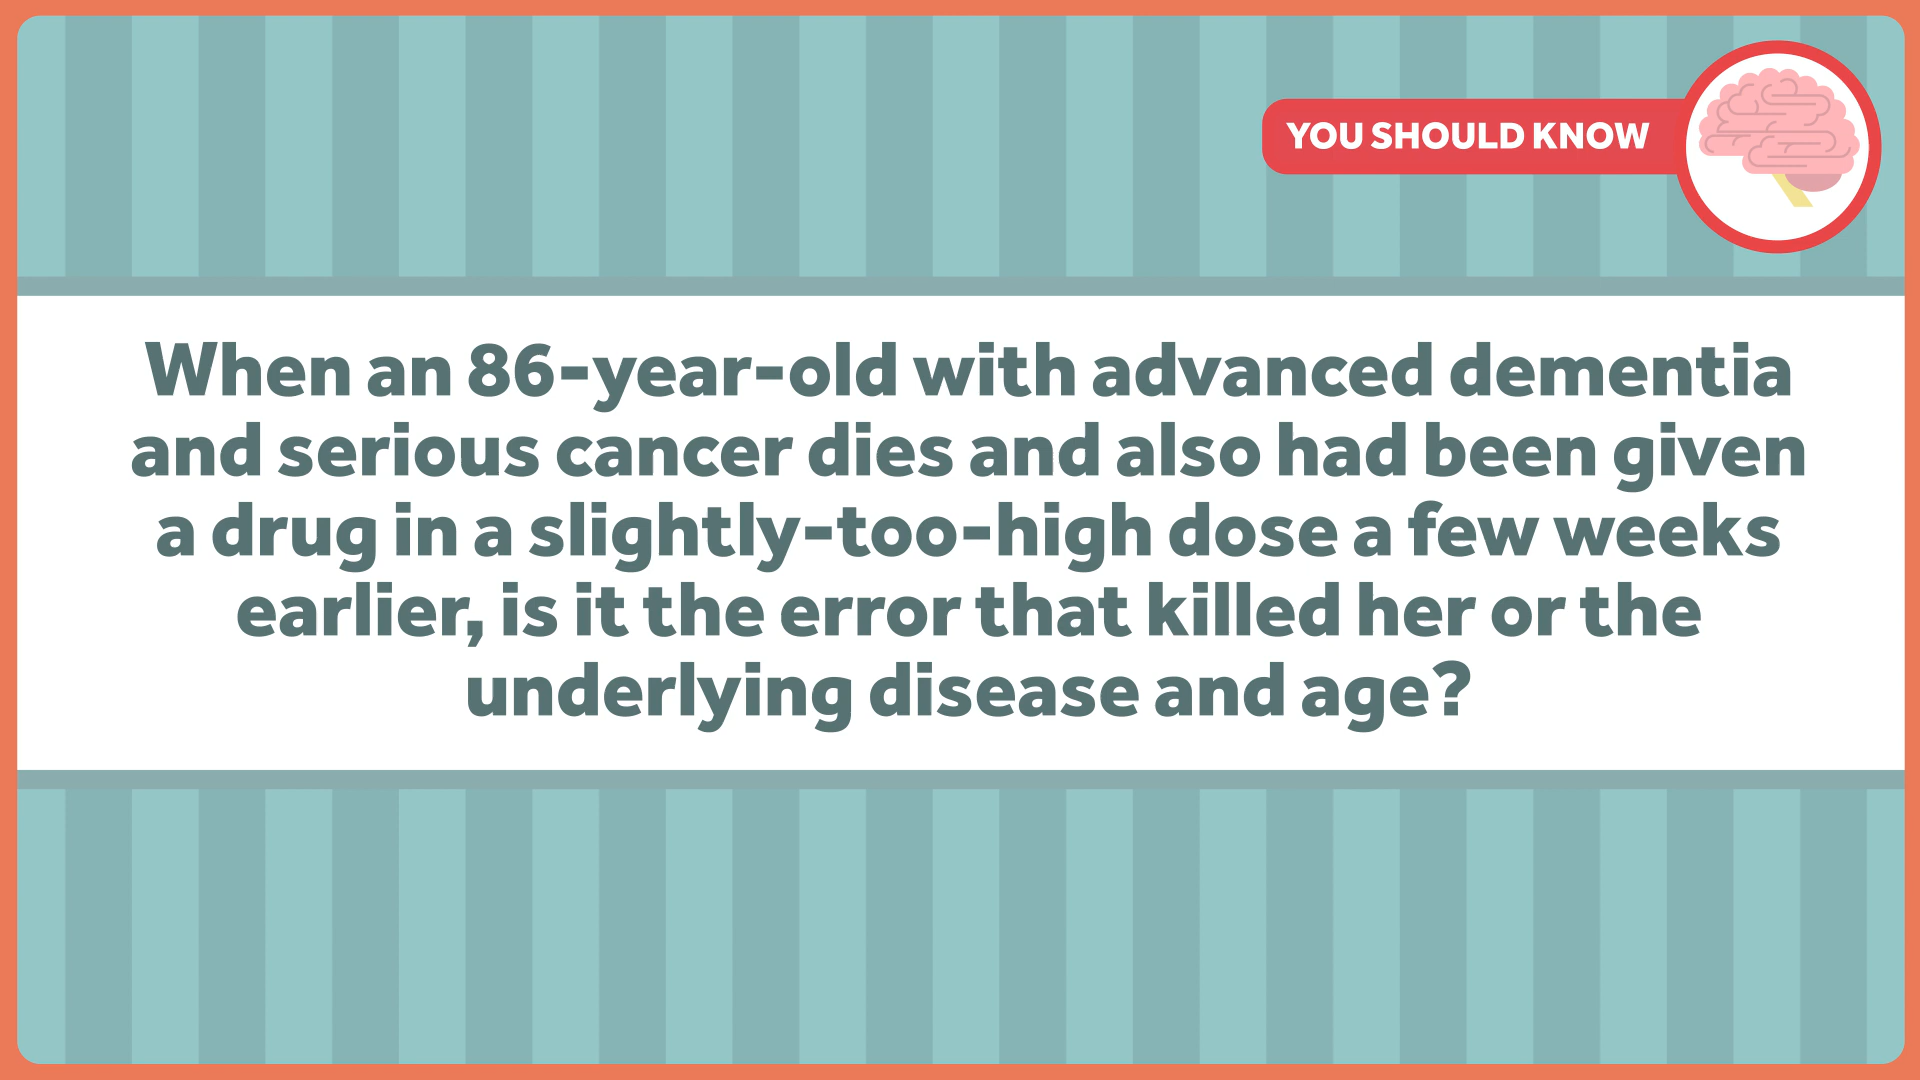 YOU SHOULD KNOW
When an 86-year-old with advanced dementia
and serious cancer dies and also had been given
a drug in a slightly-too-high dose a few weeks
earlier, is it the error that killed her or the
underlying disease and age?